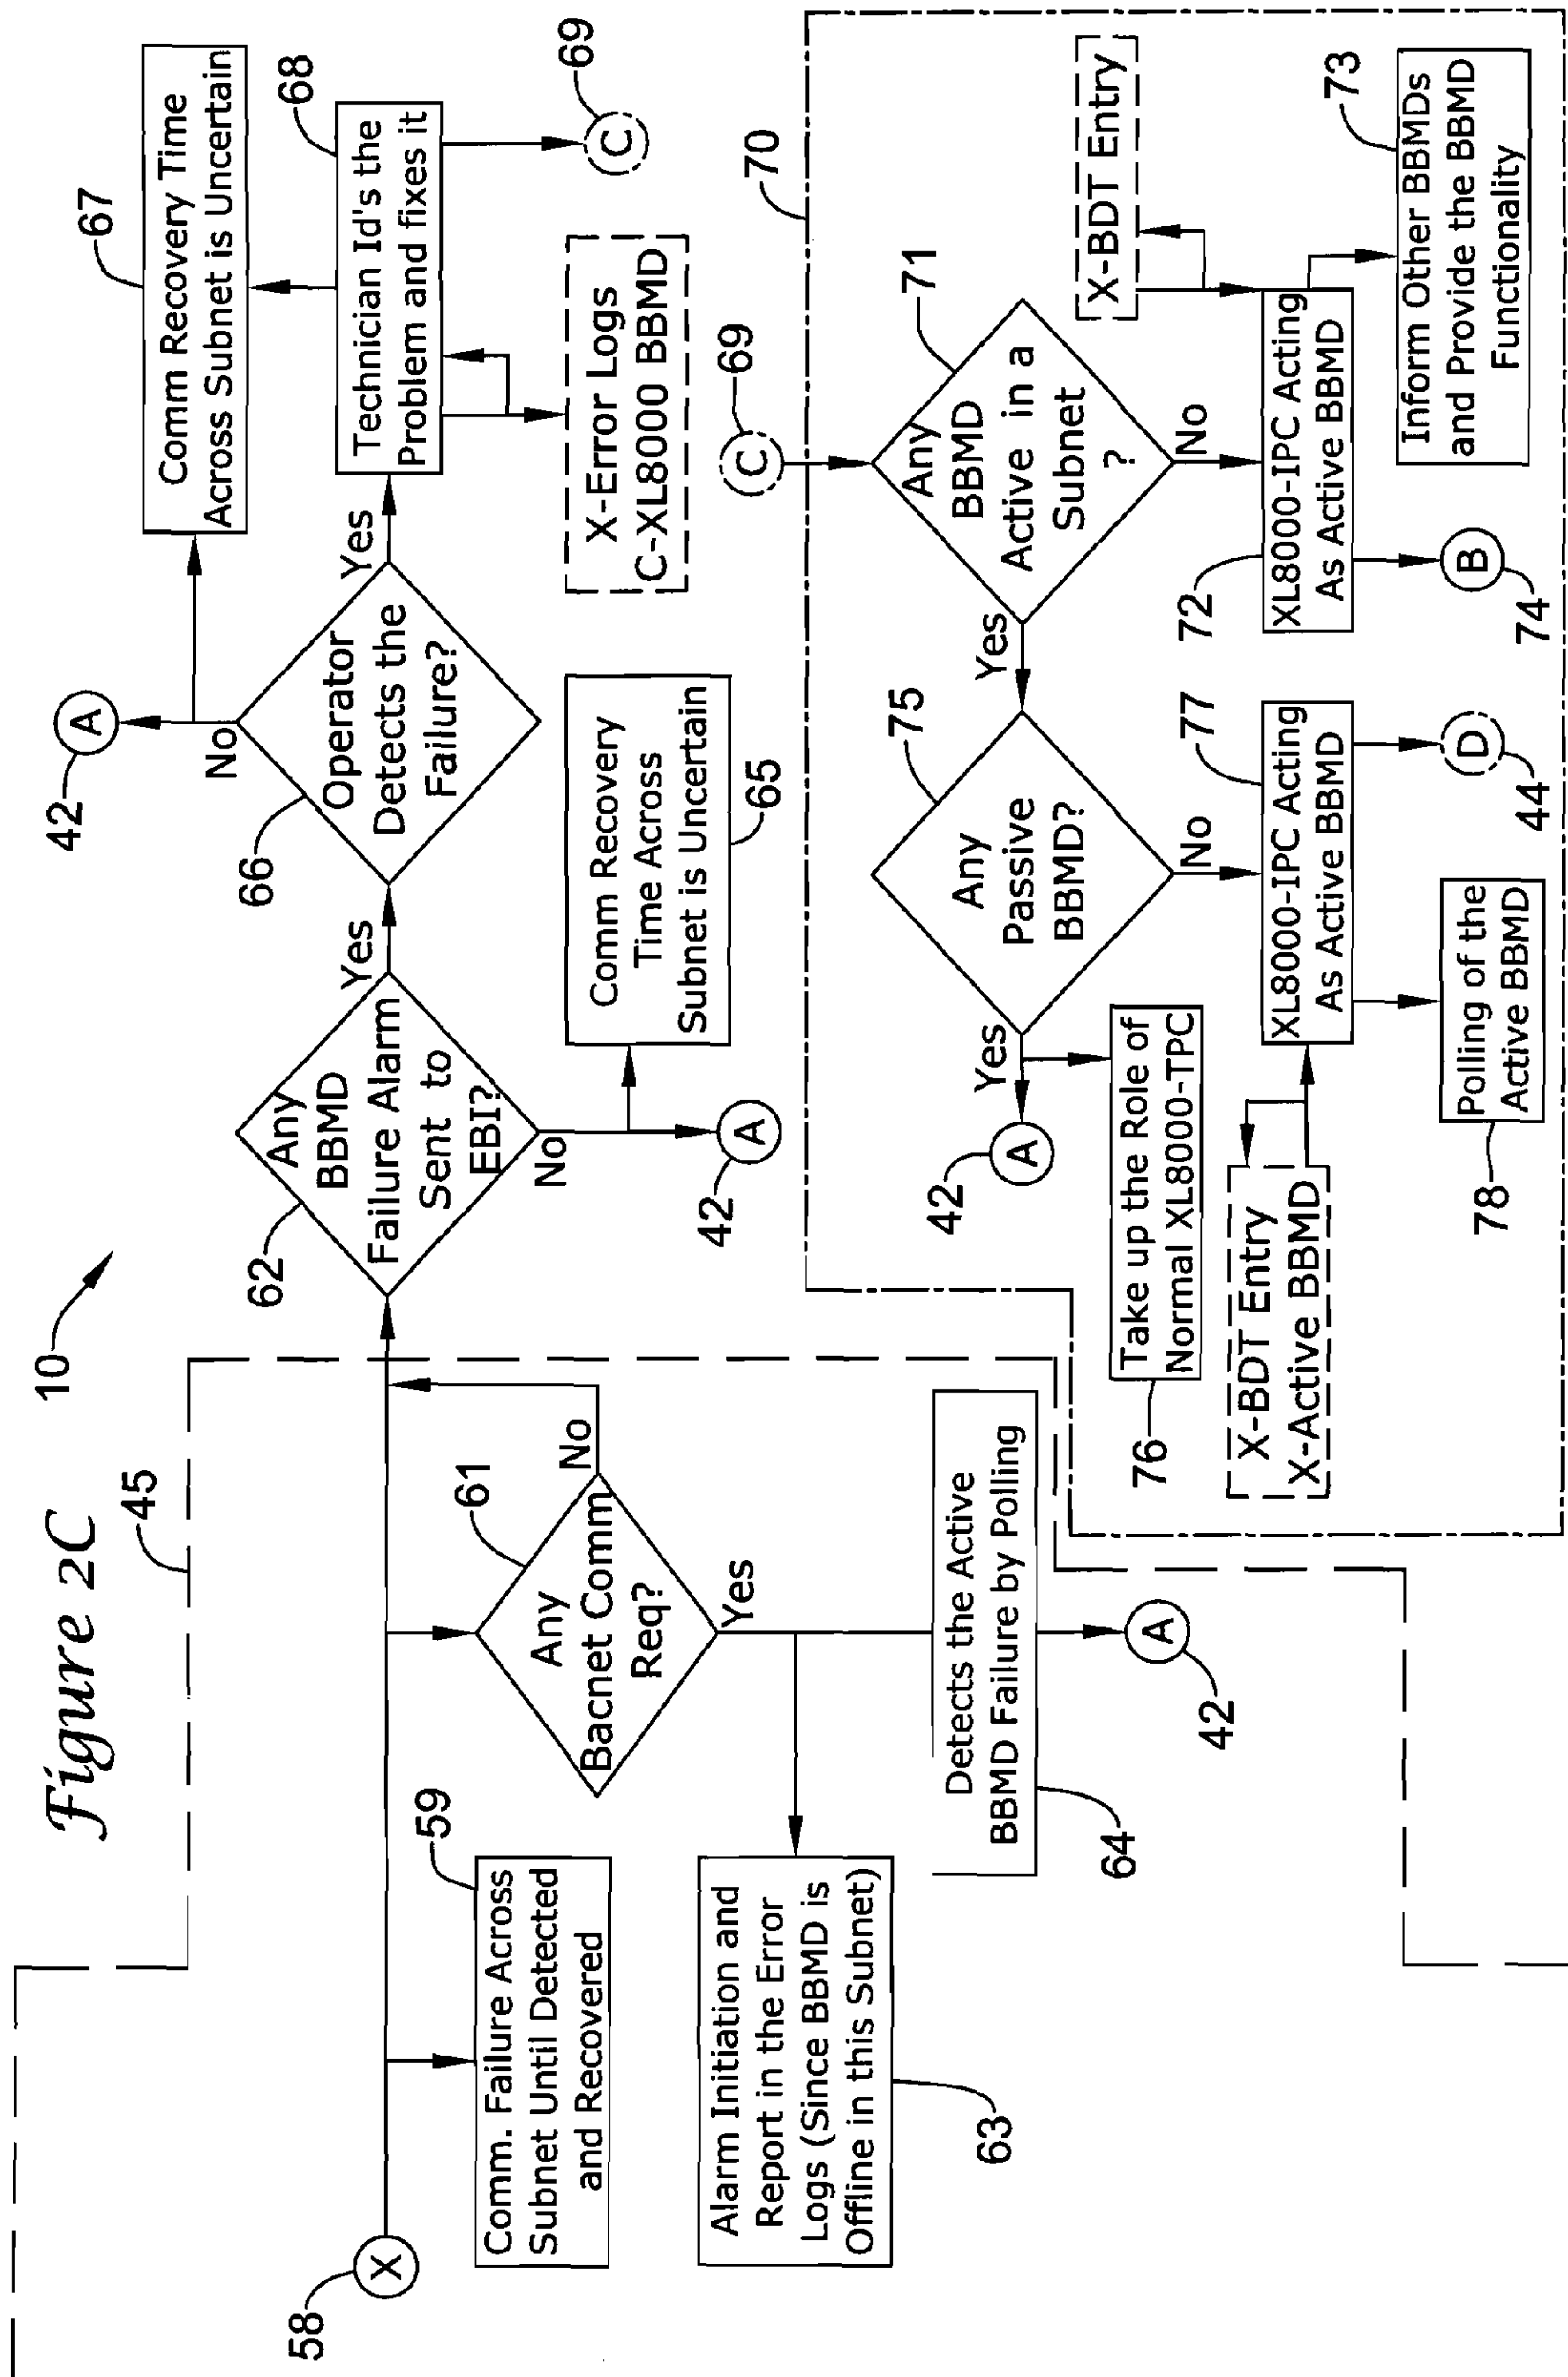 Figure 2C
10
45
58
X
Comm. Failure Across
Subnet Until Detected
and Recovered
59
Any
Bacnet Comm
Req?
61
No
Yes
Alarm Initiation and
Report in the Error
Logs (Since BBMD is
Offline in this Subnet)
63
Detects the Active
BBMD Failure by Polling
64
A
42
Any
BBMD
Failure Alarm
Sent to
EBI?
62
Yes
No
A
42
Comm Recovery
Time Across
Subnet is Uncertain
65
Operator
Detects the
Failure?
66
No
Yes
A
42
Comm Recovery Time
Across Subnet is Uncertain
67
Technician Id's the
Problem and fixes it
68
X-Error Logs
C-XL8000 BBMD
C
69
70
C
69
Any
BBMD
Active in a
Subnet
?
71
Yes
No
X-BDT Entry
XL8000-IPC Acting
As Active BBMD
72
Inform Other BBMDs
and Provide the BBMD
Functionality
73
B
74
Any
Passive
BBMD?
75
Yes
No
A
42
Take up the Role of
Normal XL8000-TPC
76
X-BDT Entry
X-Active BBMD
XL8000-IPC Acting
As Active BBMD
77
D
44
Polling of the
Active BBMD
78